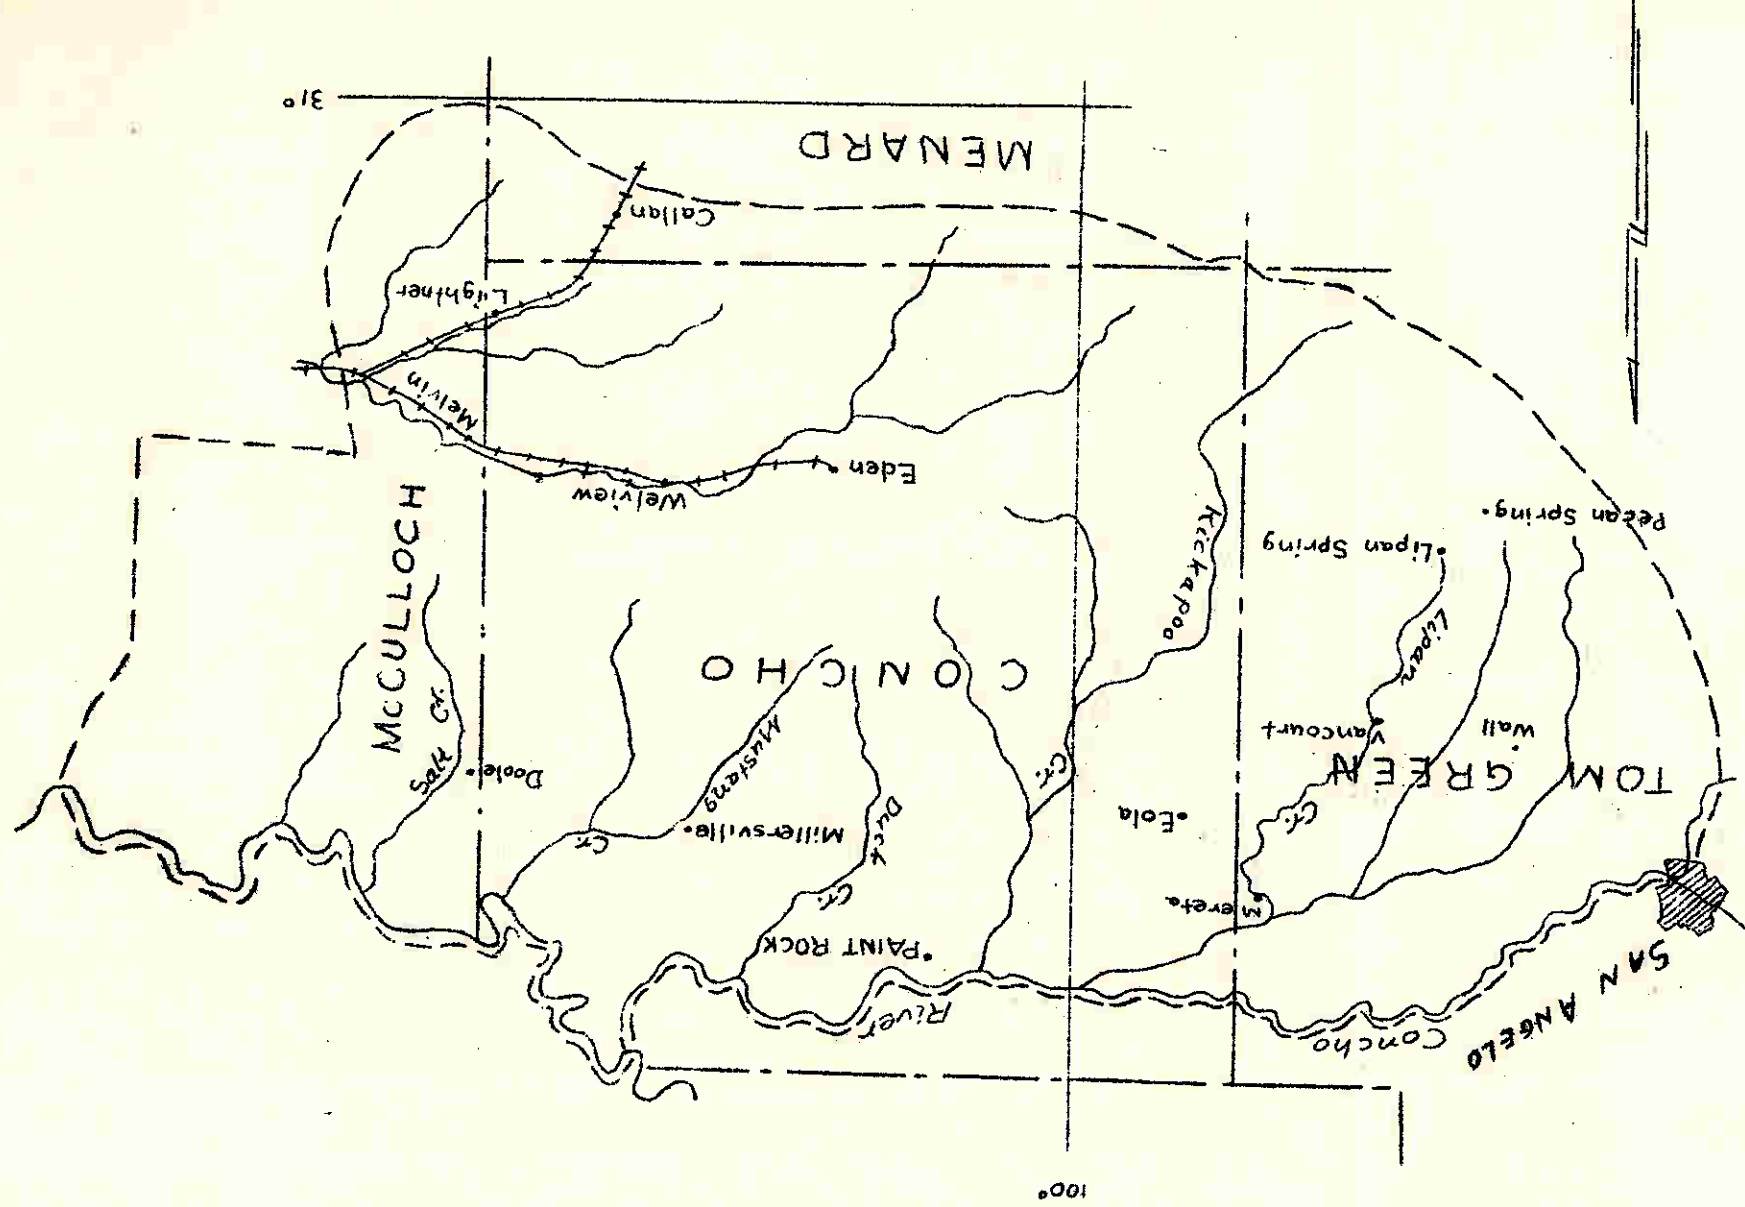 100°
SAN ANGELO
Concho
River
PAINT ROCK
Mereta
Cr.
Eola
Duck
Cr.
Millersville
Cr.
Mustang
Doole
Salt Cr.
TOM GREEN
Wall
Vancourt
Lipan
Cr.
CONCHO
McCULLOCH
Kickapoo
Lipan Spring
Pecan Spring
Eden
Welview
Melvin
Lightner
Callan
MENARD
31°